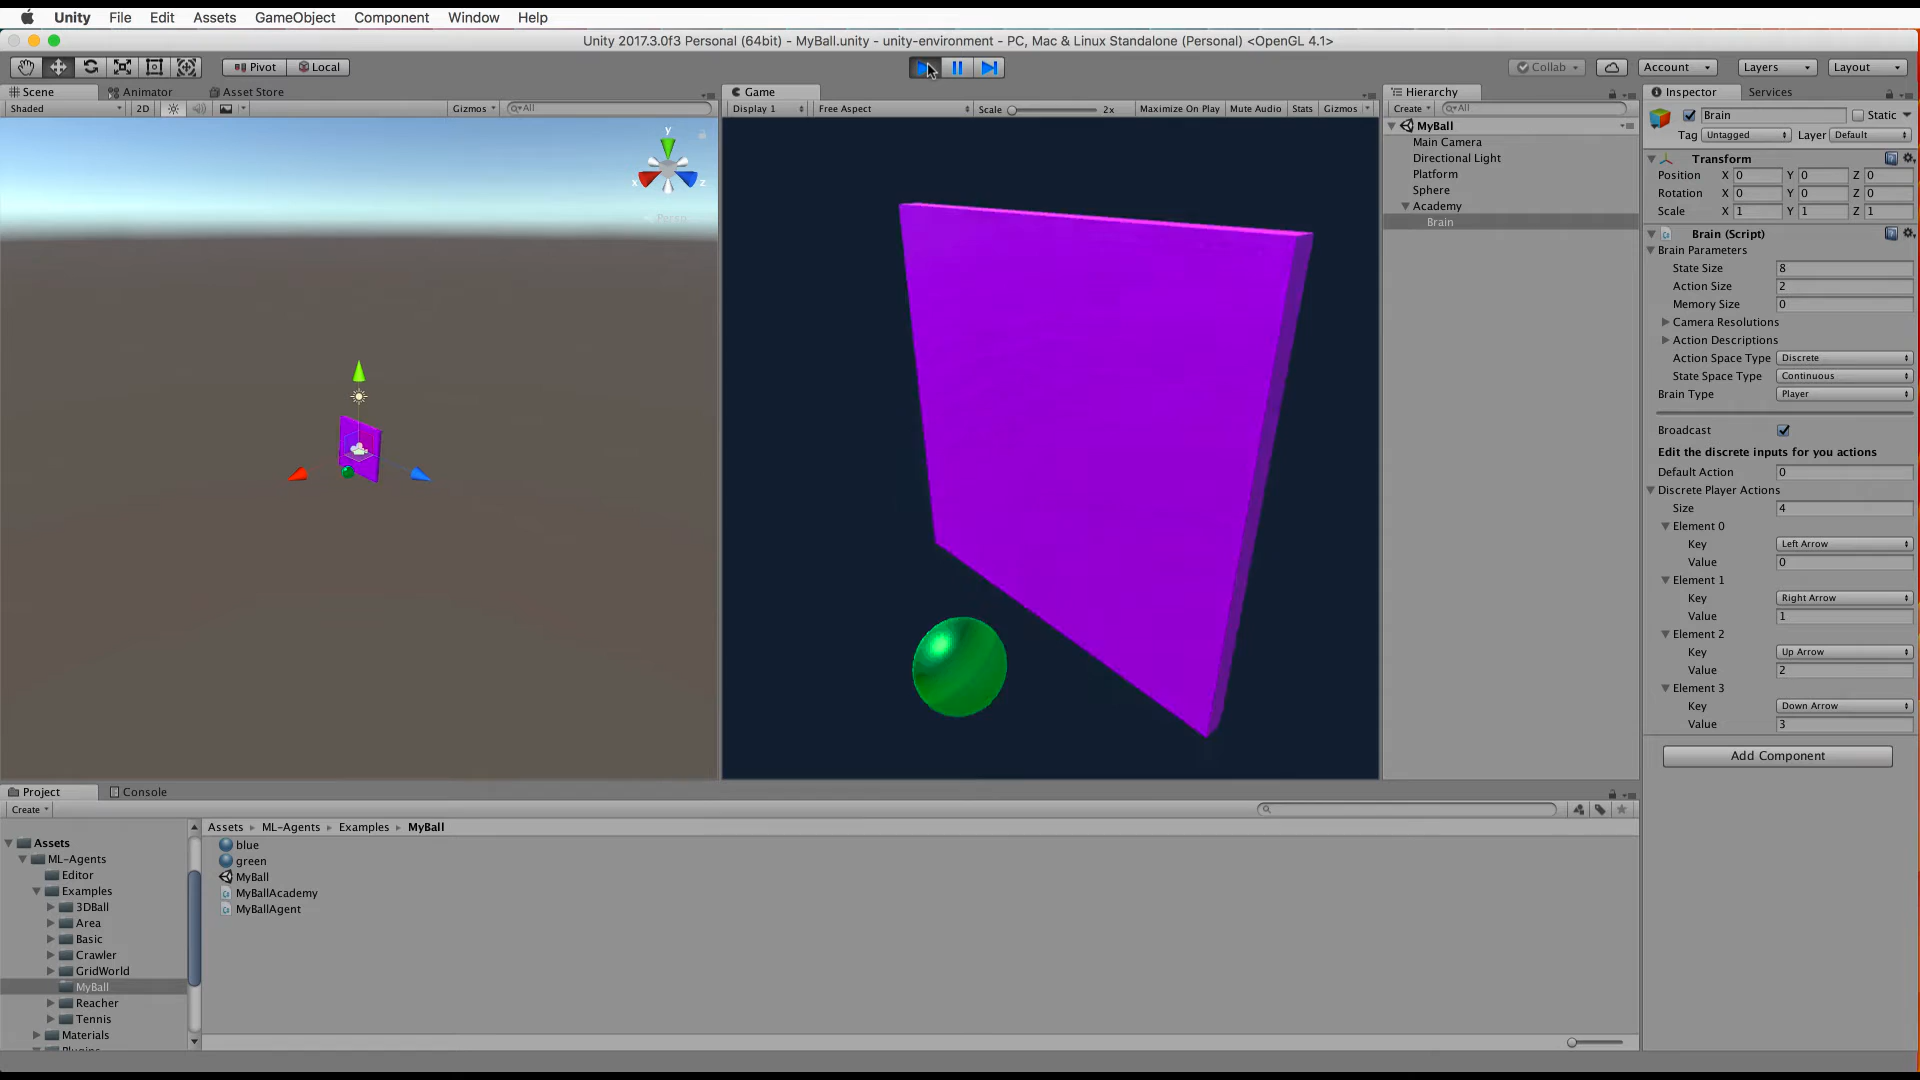 Unity File Edit Assets GameObject Component Window Help
Unity 2017.3.0f3 Personal (64bit) - MyBall.unity - unity-environment - PC, Mac & Linux Standalone (Personal) <OpenGL 4.1>
Pivot Local Collab Account Layers Layout
Scene Animator Asset Store
Shaded 2D Gizmos All
y
x z
Persp
Game
Display 1 Free Aspect Scale 2x Maximize On Play Mute Audio Stats Gizmos
Hierarchy
Create All
MyBall
Main Camera
Directional Light
Platform
Sphere
Academy
Brain
Inspector Services
Brain Static
Tag Untagged Layer Default
Transform
Position X 0 Y 0 Z 0
Rotation X 0 Y 0 Z 0
Scale X 1 Y 1 Z 1
Brain (Script)
Brain Parameters
State Size 8
Action Size 2
Memory Size 0
Camera Resolutions
Action Descriptions
Action Space Type Discrete
State Space Type Continuous
Brain Type Player
Broadcast
Edit the discrete inputs for you actions
Default Action 0
Discrete Player Actions
Size 4
Element 0
Key Left Arrow
Value 0
Element 1
Key Right Arrow
Value 1
Element 2
Key Up Arrow
Value 2
Element 3
Key Down Arrow
Value 3
Add Component
Project Console
Create
Assets
ML-Agents
Editor
Examples
3DBall
Area
Basic
Crawler
GridWorld
MyBall
Reacher
Tennis
Materials
Plugins
Assets ML-Agents Examples MyBall
blue
green
MyBall
MyBallAcademy
MyBallAgent